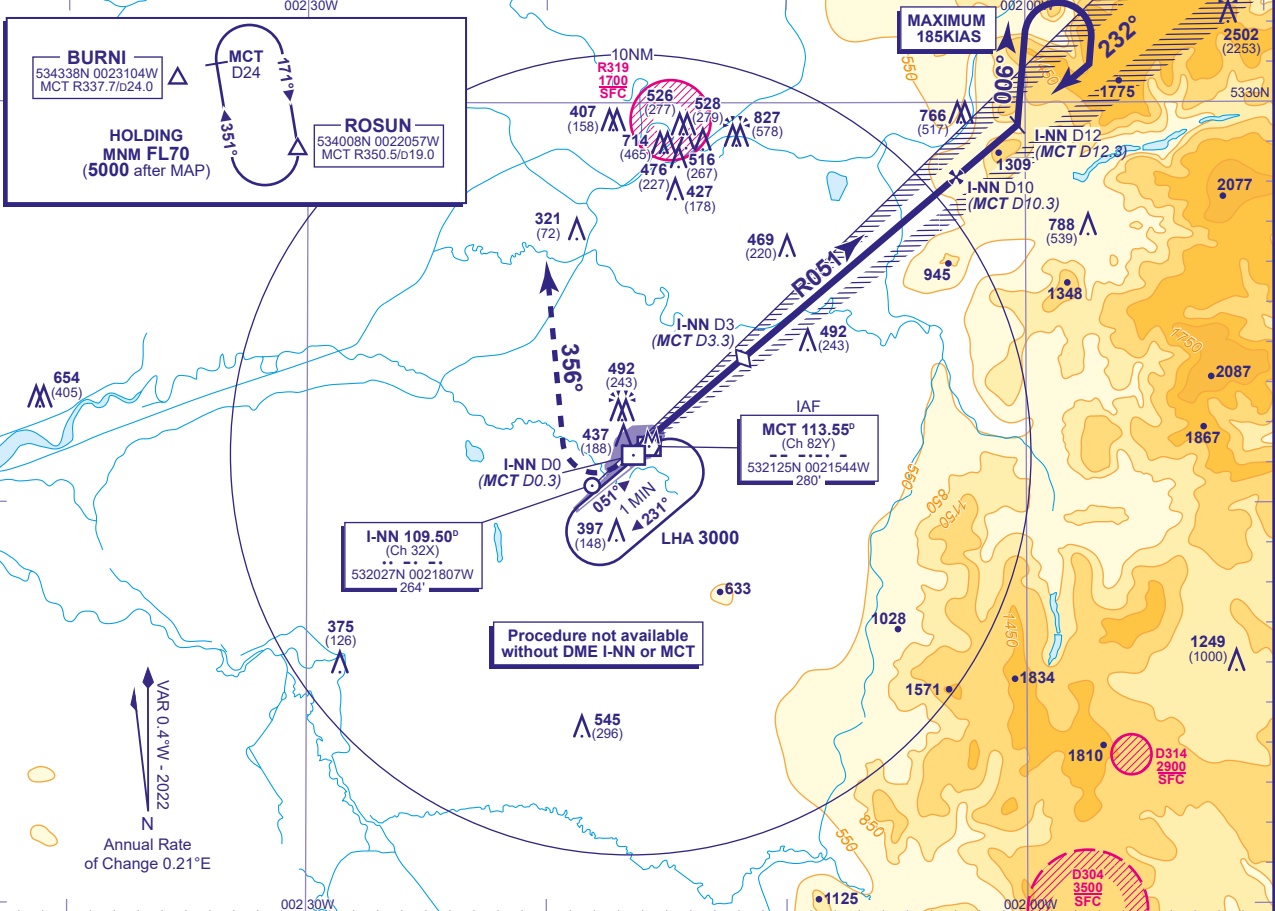 002 30W
002 00W
BURNI
534338N 0023104W
MCT R337.7/D24.0
MCT
D24
171°
351°
HOLDING
MNM FL70
(5000 after MAP)
ROSUN
534008N 0022057W
MCT R350.5/D19.0
MAXIMUM
185KIAS
006°
232°
2502
(2253)
1775
5330N
550
10NM
R319
1700
SFC
407
(158)
526
(277)
528
(279)
827
(578)
714
(465)
516
(267)
476
(227)
427
(178)
766
(517)
I-NN D12
(MCT D12.3)
1309
I-NN D10
(MCT D10.3)
2077
321
(72)
469
(220)
R051
788
(539)
945
1348
I-NN D3
(MCT D3.3)
492
(243)
1750
2087
356°
492
(243)
654
(405)
437
(188)
IAF
MCT 113.55D
(Ch 82Y)
532125N 0021544W
280'
1867
I-NN D0
(MCT D0.3)
051°
1 MIN
231°
397
(148)
LHA 3000
550
850
1150
I-NN 109.50D
(Ch 32X)
532027N 0021807W
264'
633
1028
1450
375
(126)
Procedure not available
without DME I-NN or MCT
1249
(1000)
1571
1834
VAR 0.4°W - 2022
N
Annual Rate
of Change 0.21°E
545
(296)
1810
D314
2900
SFC
850
550
D304
3500
SFC
1125
002 30W
002 00W